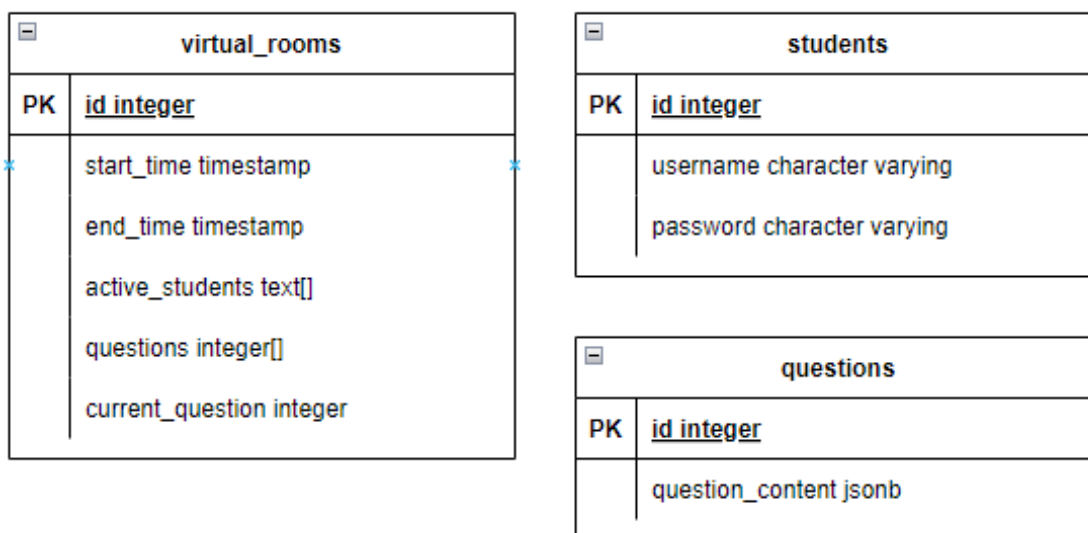 virtual_rooms
PK id integer
start_time timestamp
end_time timestamp
active_students text[]
questions integer[]
current_question integer
students
PK id integer
username character varying
password character varying
questions
PK id integer
question_content jsonb